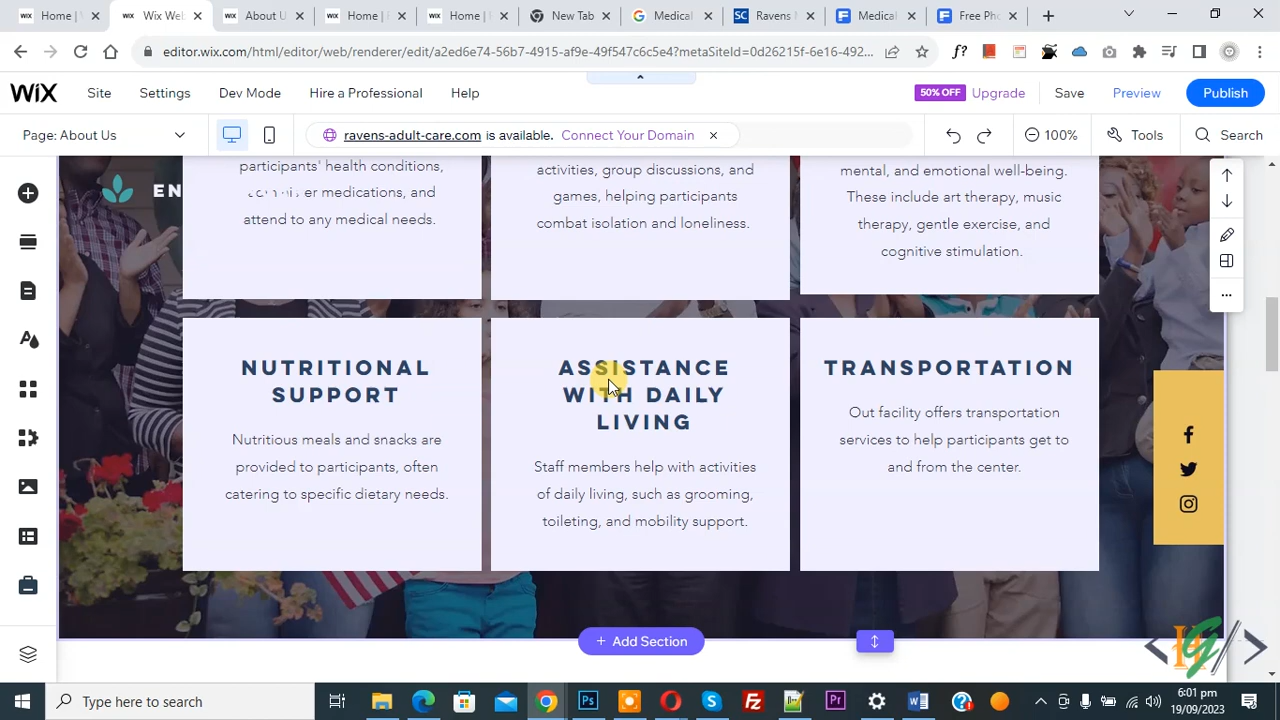 Home | 
Wix Web
About U
Home | F
Home | F
New Tab
Medical
Ravens M
Medical
Free Pho
editor.wix.com/html/editor/web/renderer/edit/a2ed6e74-56b7-4915-af9e-49f547c6c5e4?metaSiteId=0d26215f-6e16-492...
f?
WiX
Site
Settings
Dev Mode
Hire a Professional
Help
50% OFF
Upgrade
Save
Preview
Publish
Page: About Us
ravens-adult-care.com is available.
Connect Your Domain
100%
Tools
Search
EN
participants' health conditions,
er medications, and
attend to any medical needs.
activities, group discussions, and
games, helping participants
combat isolation and loneliness.
mental, and emotional well-being.
These include art therapy, music
therapy, gentle exercise, and
cognitive stimulation.
NUTRITIONAL
SUPPORT
Nutritious meals and snacks are
provided to participants, often
catering to specific dietary needs.
ASSISTANCE
WITH DAILY
LIVING
Staff members help with activities
of daily living, such as grooming,
toileting, and mobility support.
TRANSPORTATION
Out facility offers transportation
services to help participants get to
and from the center.
+ Add Section
Type here to search
6:01 pm
19/09/2023